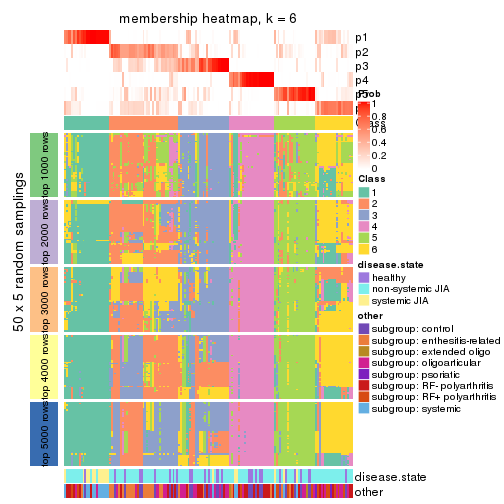 membership heatmap, k = 6
p1
p2
p3
p4
Prob
1
0.8
0.6
0.4
0.2
0
Class
1
2
3
4
5
6
disease.state
healthy
non-systemic JIA
systemic JIA
other
subgroup: control
subgroup: enthesitis-related
subgroup: extended oligo
subgroup: oligoarticular
subgroup: psoriatic
subgroup: RF- polyarthritis
subgroup: RF+ polyarthritis
subgroup: systemic
50 x 5 random samplings
top 1000 rows
top 2000 rows
top 3000 rows
top 4000 rows
top 5000 rows
disease.state
other